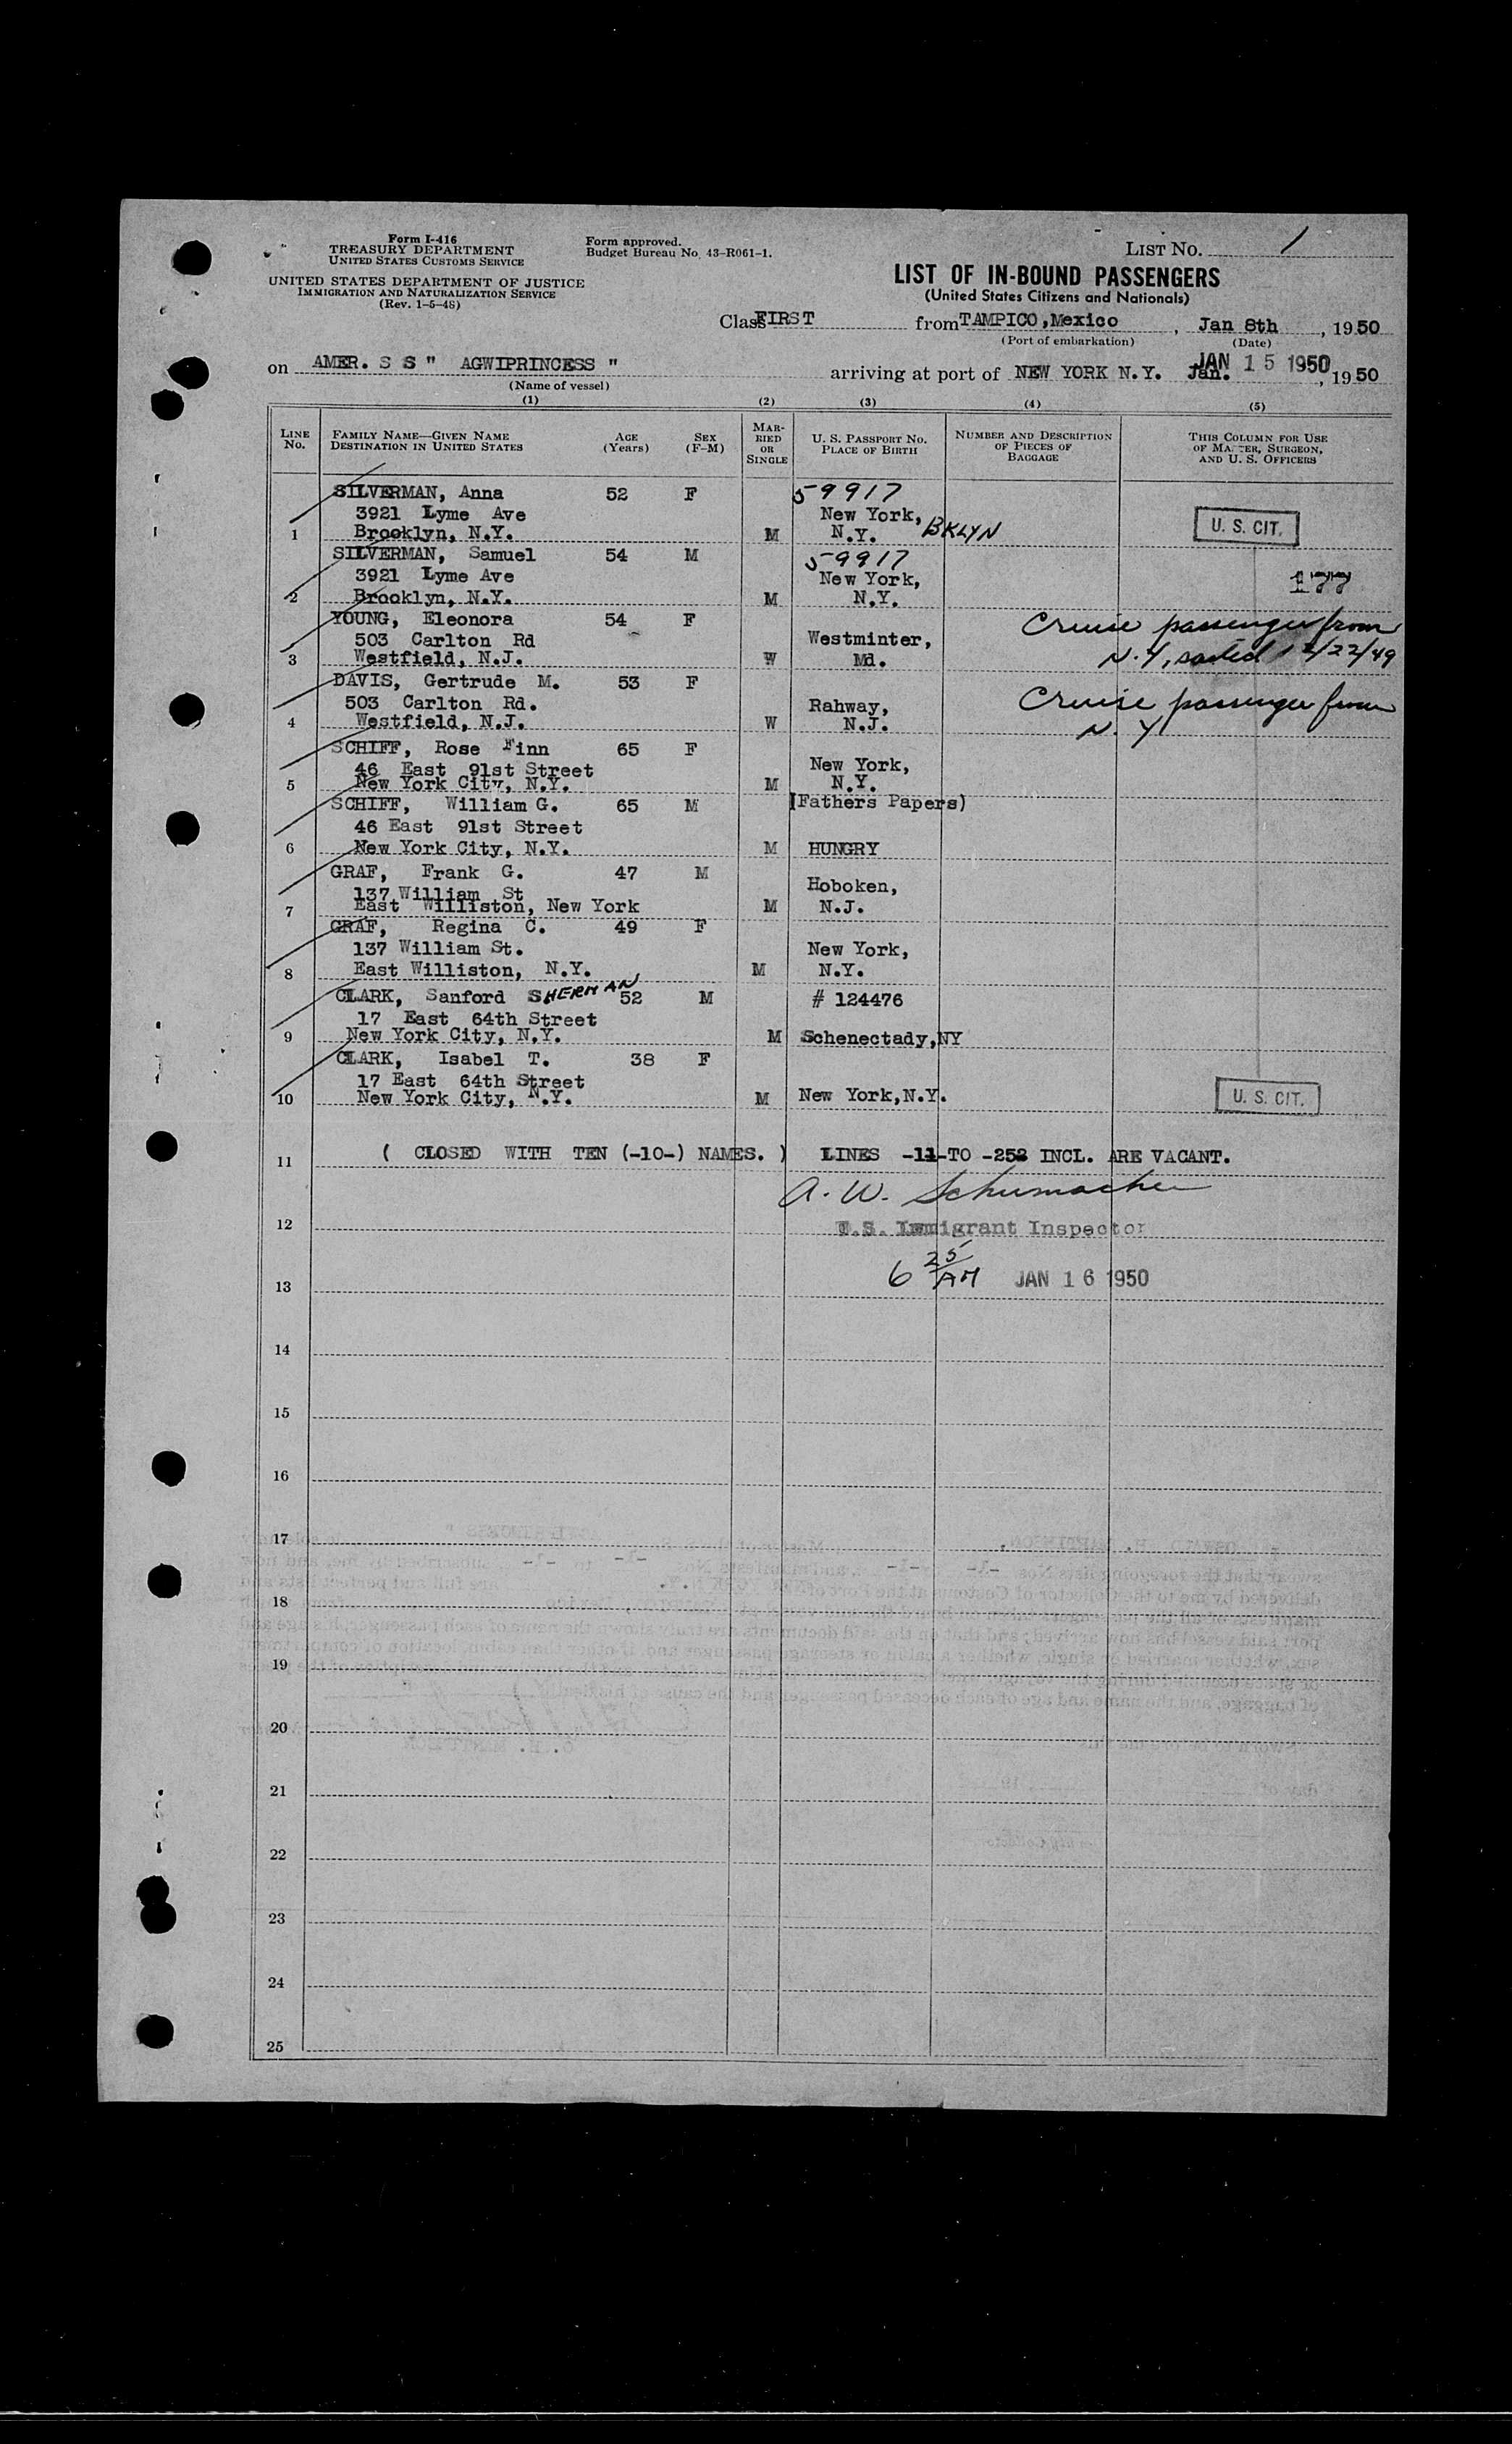 Form I-416
TREASURY DEPARTMENT
UNITED STATES CUSTOMS SERVICE
UNITED STATES DEPARTMENT OF JUSTICE
IMMIGRATION AND NATURALIZATION SERVICE
(Rev. 1-5-48)
Form approved.
Budget Bureau No. 43-R061-1.
LIST NO. 1
LIST OF IN-BOUND PASSENGERS
(United States Citizens and Nationals)
Class FIRST from TAMPICO,Mexico, Jan 8th, 1950
(Port of embarkation) (Date)
on AMER. S S " AGWIPRINCESS " arriving at port of NEW YORK N.Y. Jan. JAN 15 1950, 1950
(Name of vessel)
(1) (2) (3) (4) (5)
LINE NO.
FAMILY NAME—GIVEN NAME
DESTINATION IN UNITED STATES
AGE (Years)
SEX (F-M)
MARRIED OR SINGLE
U. S. PASSPORT NO.
PLACE OF BIRTH
NUMBER AND DESCRIPTION
OF PIECES OF
BAGGAGE
THIS COLUMN FOR USE
OF MASTER, SURGEON,
AND U. S. OFFICERS
SILVERMAN, Anna 52 F 59917
3921 Lyme Ave New York,
1 Brooklyn, N.Y. M N.Y. BKLYN U. S. CIT.
SILVERMAN, Samuel 54 M 59917
3921 Lyme Ave New York, 177
2 Brooklyn, N.Y. M N.Y.
YOUNG, Eleonora 54 F Cruise passenger from
503 Carlton Rd Westminter,
3 Westfield, N.J. W Md. N.Y, sailed 12/22/49
DAVIS, Gertrude M. 53 F Cruise passenger from
503 Carlton Rd. Rahway,
4 Westfield, N.J. W N.J. N.Y
SCHIFF, Rose Finn 65 F
46 East 91st Street New York,
5 New York City, N.Y. M N.Y.
SCHIFF, William G. 65 M (Fathers Papers)
46 East 91st Street
6 New York City, N.Y. M HUNGRY
GRAF, Frank G. 47 M
137 William St Hoboken,
7 East Williston, New York M N.J.
GRAF, Regina C. 49 F
137 William St. New York,
8 East Williston, N.Y. M N.Y.
CLARK, Sanford SHERMAN 52 M # 124476
17 East 64th Street
9 New York City, N.Y. M Schenectady,NY
CLARK, Isabel T. 38 F
17 East 64th Street
10 New York City, N.Y. M New York,N.Y. U. S. CIT.
11 ( CLOSED WITH TEN (-10-) NAMES. ) LINES -11-TO -252 INCL. ARE VACANT.
A. W. Schumacher
12 U.S. Immigrant Inspector
13 6 25/AM JAN 16 1950
14
15
16
17
18
19
20
21
22
23
24
25